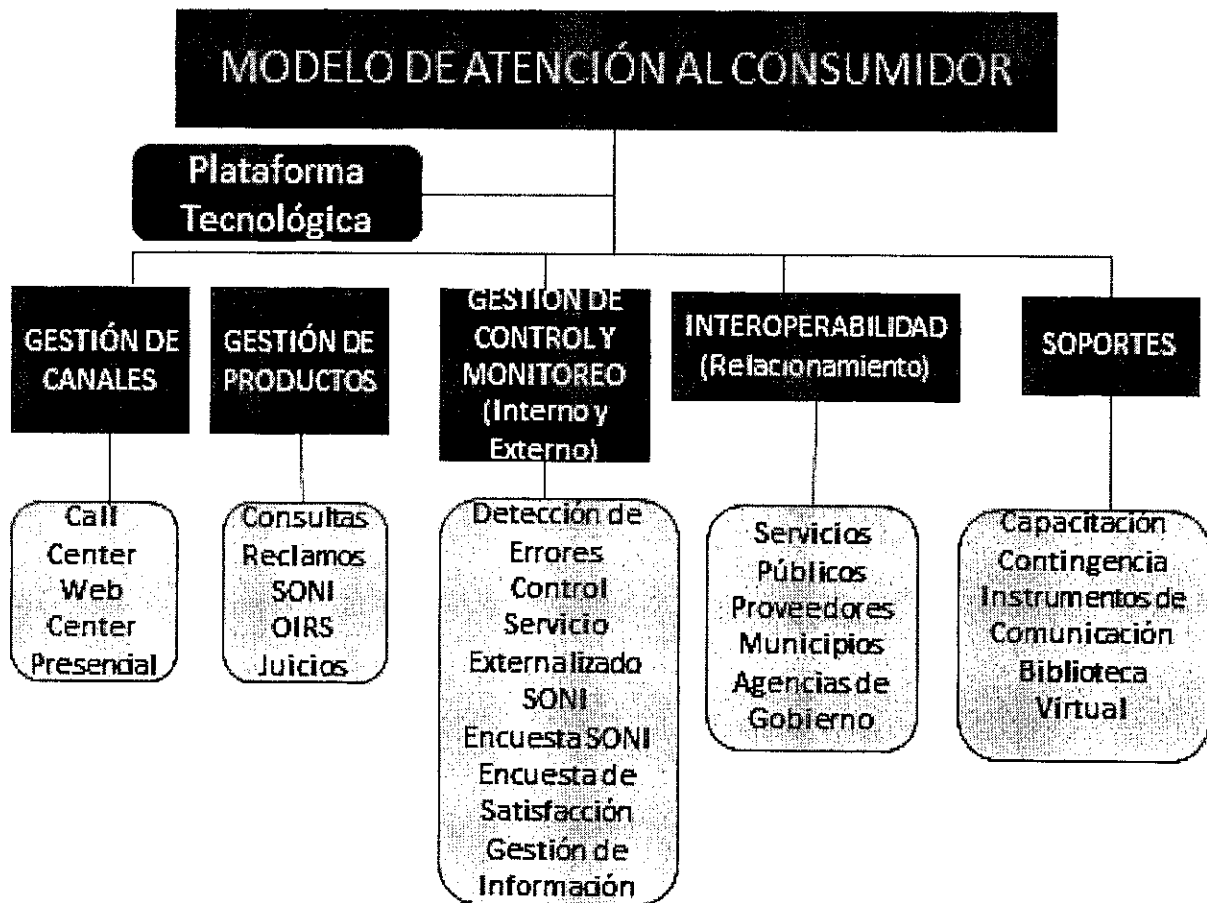 MODELO DE ATENCIÓN AL CONSUMIDOR
Plataforma
Tecnológica
GESTIÓN DE
CANALES
GESTIÓN DE
PRODUCTOS
GESTIÓN DE
CONTROL Y
MONITOREO
(Interno y
Externo)
INTEROPERABILIDAD
(Relacionamiento)
SOPORTES
Call
Center
Web
Center
Presencial
Consultas
Reclamos
SONI
OIRS
Juicios
Detección de
Errores
Control
Servicio
Externalizado
SONI
Encuesta SONI
Encuesta de
Satisfacción
Gestión de
Información
Servicios
Públicos
Proveedores
Municipios
Agencias de
Gobierno
Capacitación
Contingencia
Instrumentos de
Comunicación
Biblioteca
Virtual